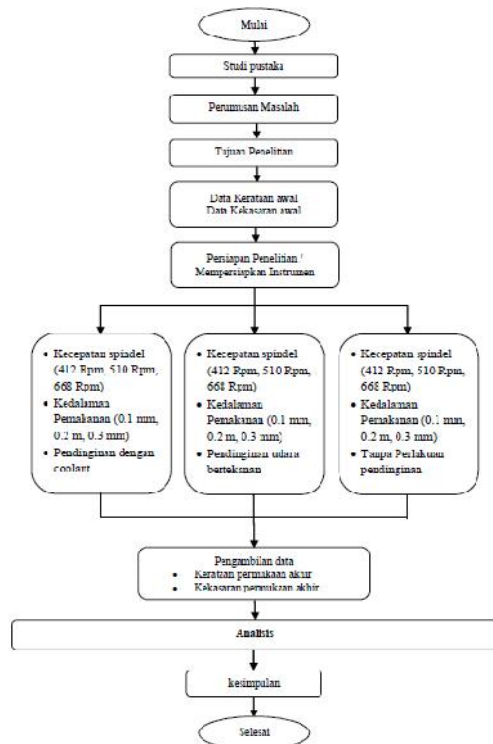 Mulai
Studi pustaka
Perumusan Masalah
Tujuan Penelitian
Data Kerataan awal
Data Kekasaran awal
Persiapan Penelitian /
Mempersiapkan Instrumen
• Kecepatan spindel
(412 Rpm, 510 Rpm,
668 Rpm)
• Kedalaman
Pemakanan (0.1 mm,
0.2 m, 0.3 mm)
• Pendinginan dengan
coolant
• Kecepatan spindel
(412 Rpm, 510 Rpm,
668 Rpm)
• Kedalaman
Pemakanan (0.1 mm,
0.2 m, 0.3 mm)
• Pendinginan udara
bertekanan
• Kecepatan spindel
(412 Rpm, 510 Rpm,
668 Rpm)
• Kedalaman
Pemakanan (0.1 mm,
0.2 m, 0.3 mm)
• Tanpa Perlakuan
pendinginan
Pengambilan data
• Kerataan permukaan akhir
• Kekasaran permukaan akhir
Analisis
kesimpulan
Selesai